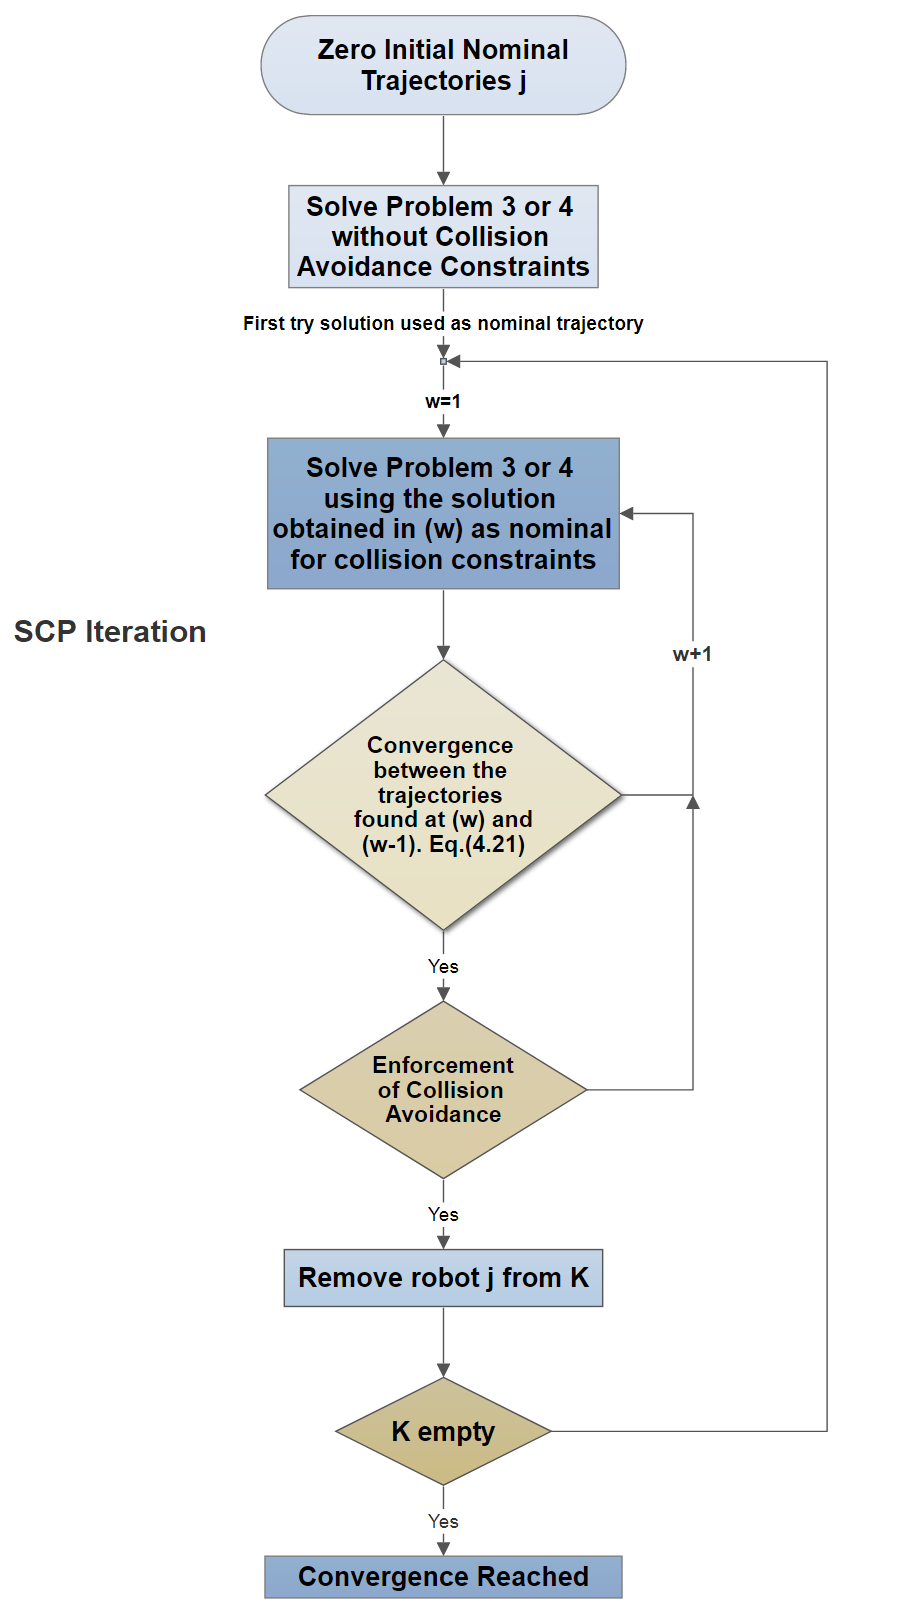 Zero Initial Nominal
Trajectories j
Solve Problem 3 or 4
without Collision
Avoidance Constraints
First try solution used as nominal trajectory
w=1
Solve Problem 3 or 4
using the solution
obtained in (w) as nominal
for collision constraints
SCP Iteration
w+1
Convergence
between the
trajectories
found at (w) and
(w-1). Eq.(4.21)
Yes
Enforcement
of Collision
Avoidance
Yes
Remove robot j from K
K empty
Yes
Convergence Reached